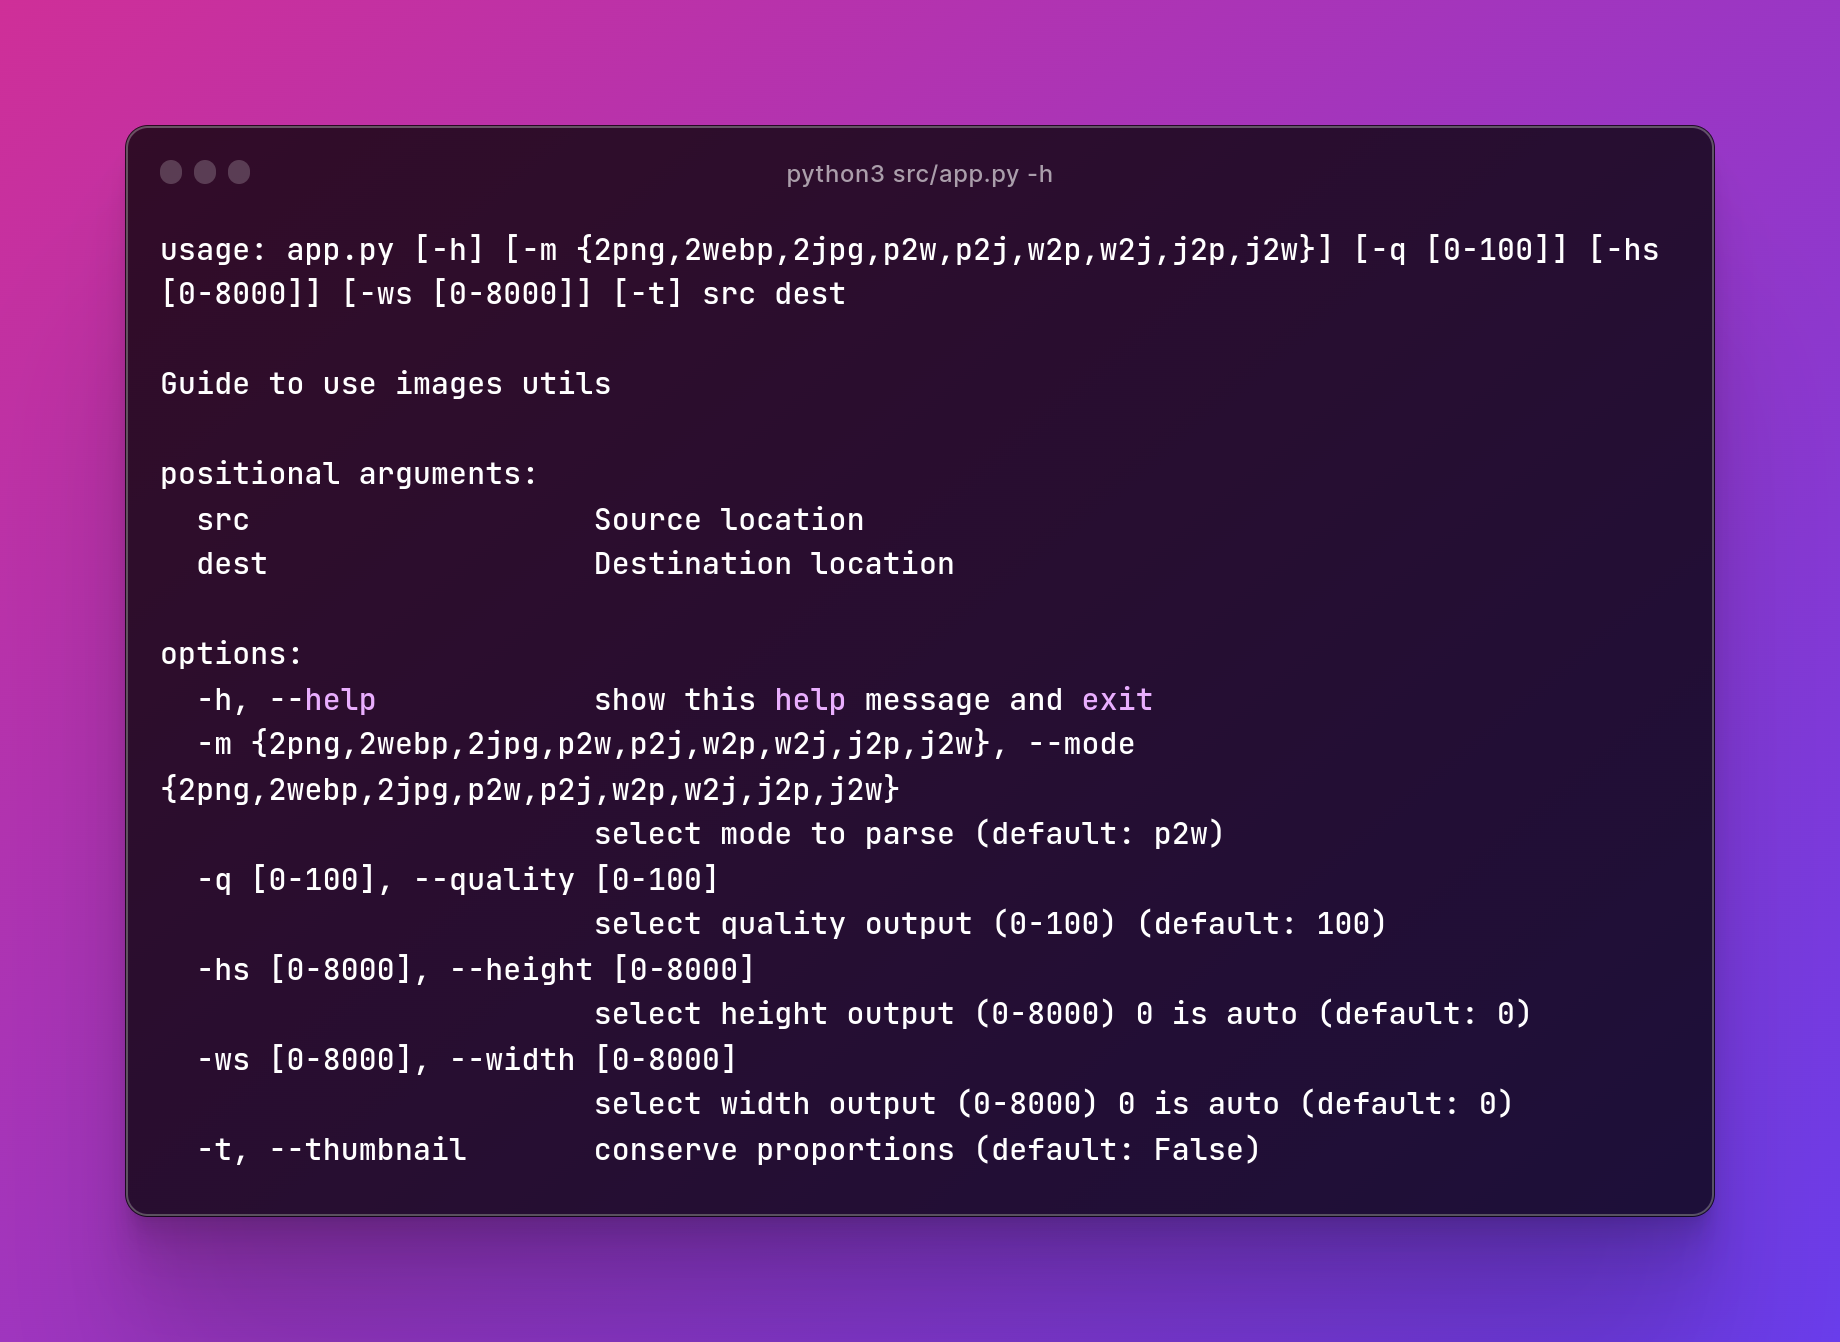 python3 src/app.py -h
usage: app.py [-h] [-m {2png,2webp,2jpg,p2w,p2j,w2p,w2j,j2p,j2w}] [-q [0-100]] [-hs
[0-8000]] [-ws [0-8000]] [-t] src dest
Guide to use images utils
positional arguments:
  src                   Source location
  dest                  Destination location
options:
  -h, --help            show this help message and exit
  -m {2png,2webp,2jpg,p2w,p2j,w2p,w2j,j2p,j2w}, --mode
{2png,2webp,2jpg,p2w,p2j,w2p,w2j,j2p,j2w}
                        select mode to parse (default: p2w)
  -q [0-100], --quality [0-100]
                        select quality output (0-100) (default: 100)
  -hs [0-8000], --height [0-8000]
                        select height output (0-8000) 0 is auto (default: 0)
  -ws [0-8000], --width [0-8000]
                        select width output (0-8000) 0 is auto (default: 0)
  -t, --thumbnail       conserve proportions (default: False)